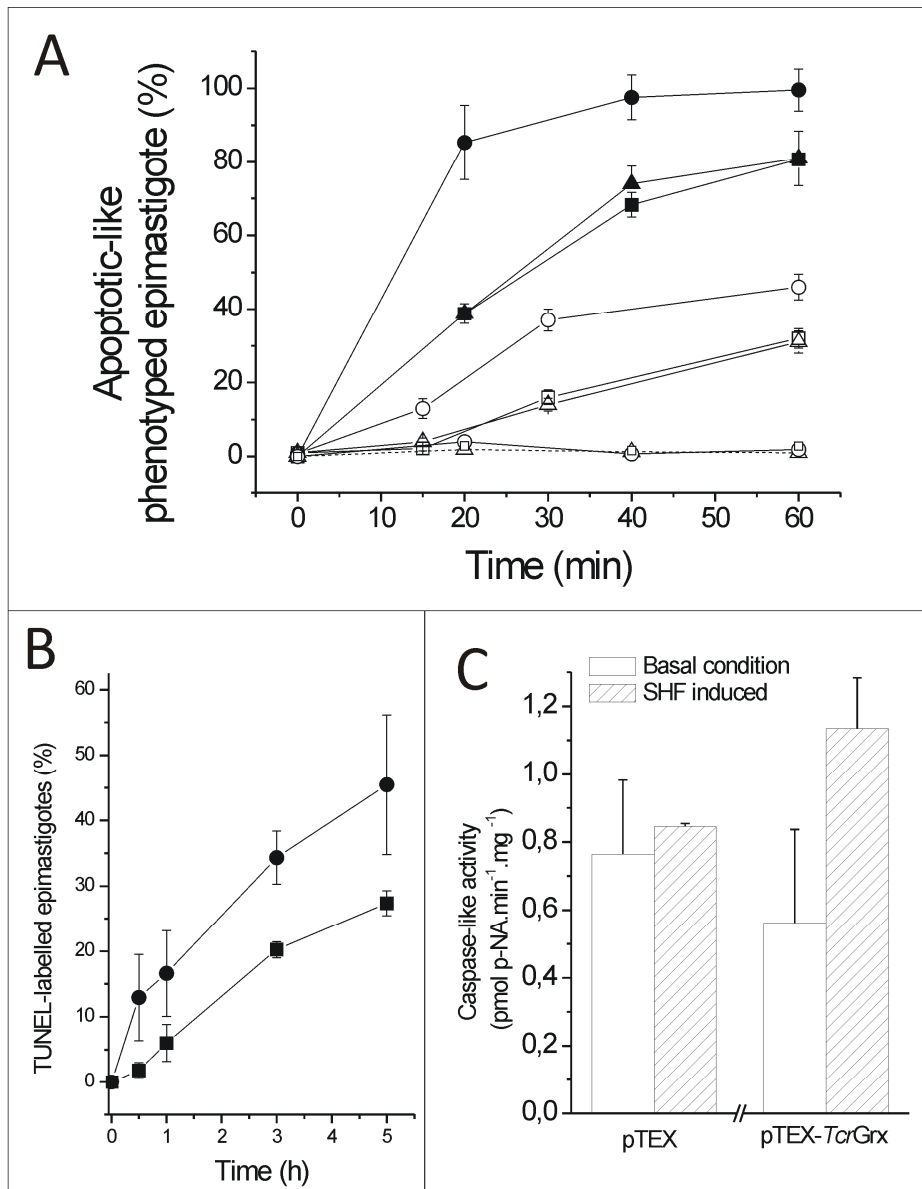 A
Apoptotic-like
phenotyped epimastigote (%)
100
80
60
40
20
0
0 10 20 30 40 50 60
Time (min)
B
TUNEL-labelled epimastigotes (%)
60
50
40
30
20
10
0
0 1 2 3 4 5
Time (h)
C
Basal condition
SHF induced
Caspase-like activity
(pmol p-NA.min⁻¹.mg⁻¹)
1,2
1,0
0,8
0,6
0,4
0,2
0,0
pTEX pTEX-TcrGrx